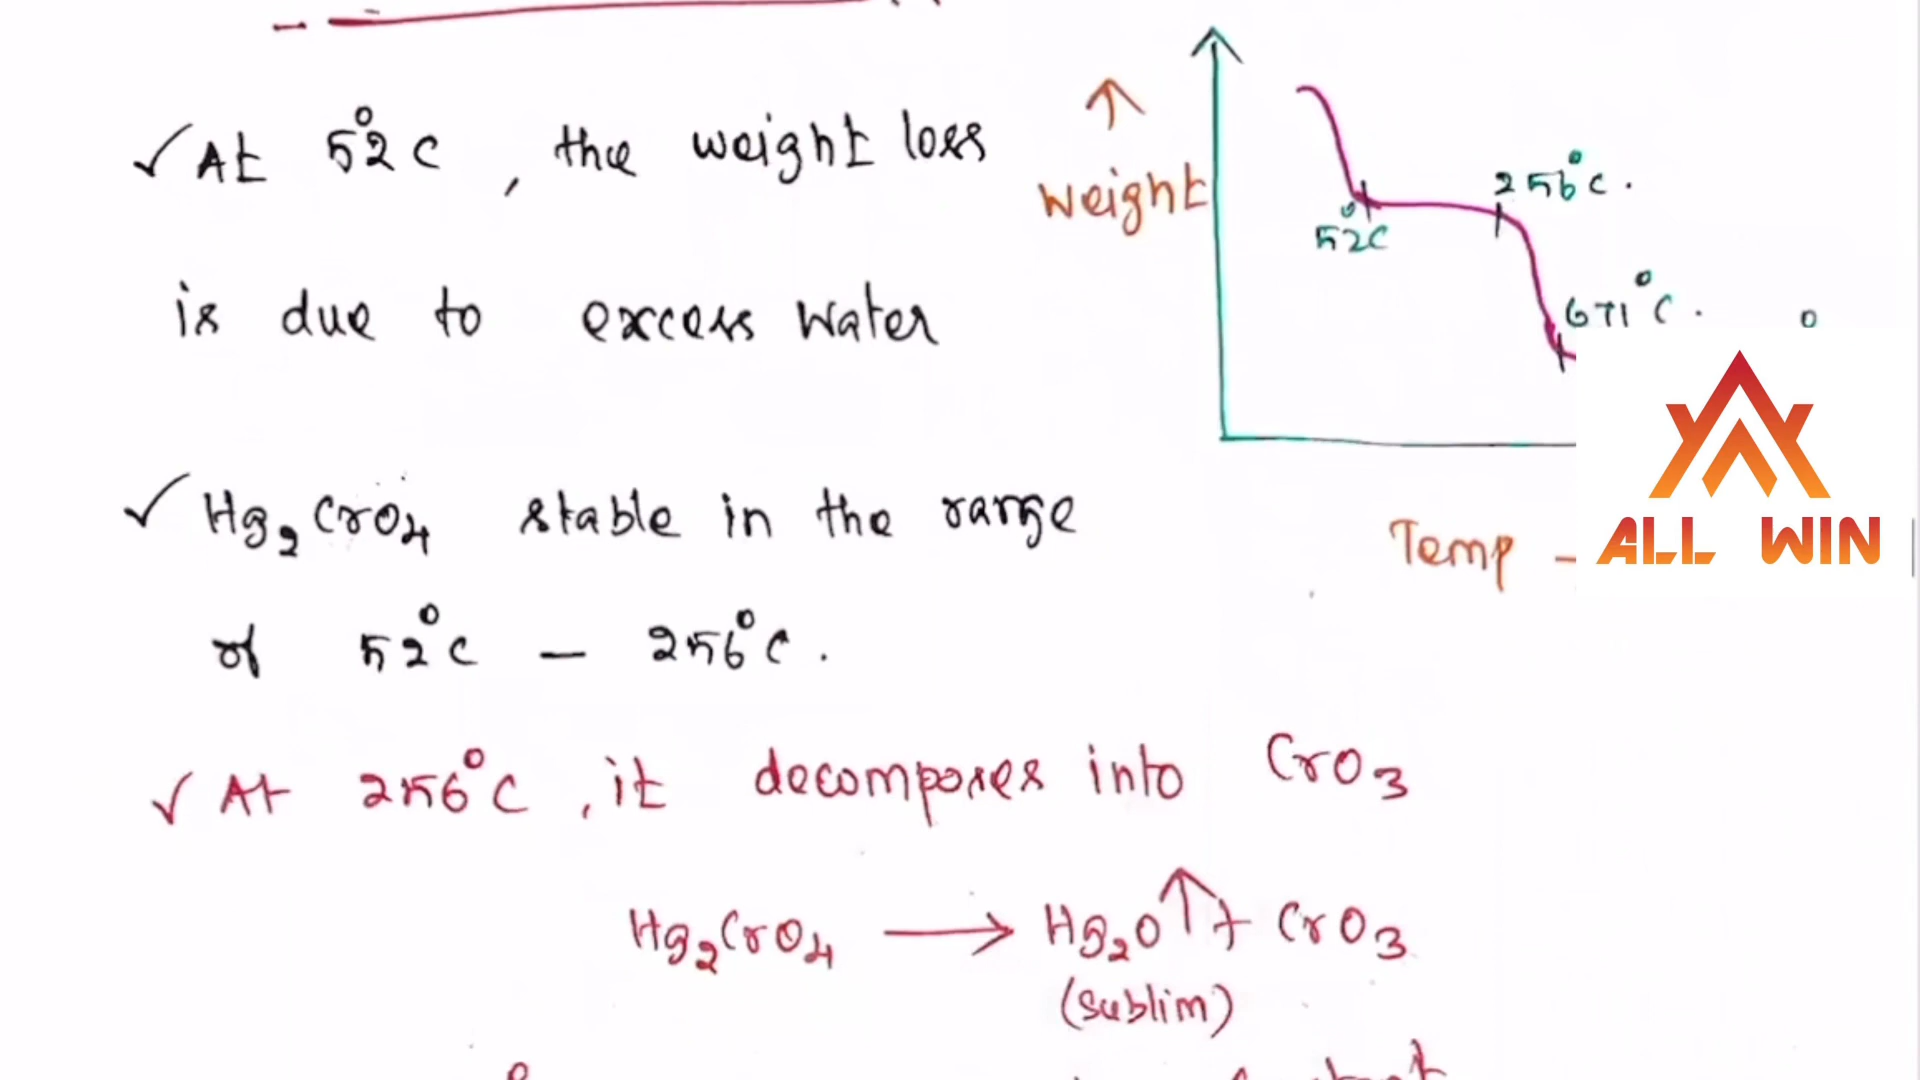 ✓ At 52°C, the weight loss
is due to excess water
✓ Hg₂CrO₄ stable in the range
of 52°C – 256°C.
✓ At 256°C, it decomposes into CrO₃
Hg₂CrO₄ → Hg₂O↑ + CrO₃
(sublim)
↑
Weight
52°C
256°C.
671°C.
Temp –
ALL WIN